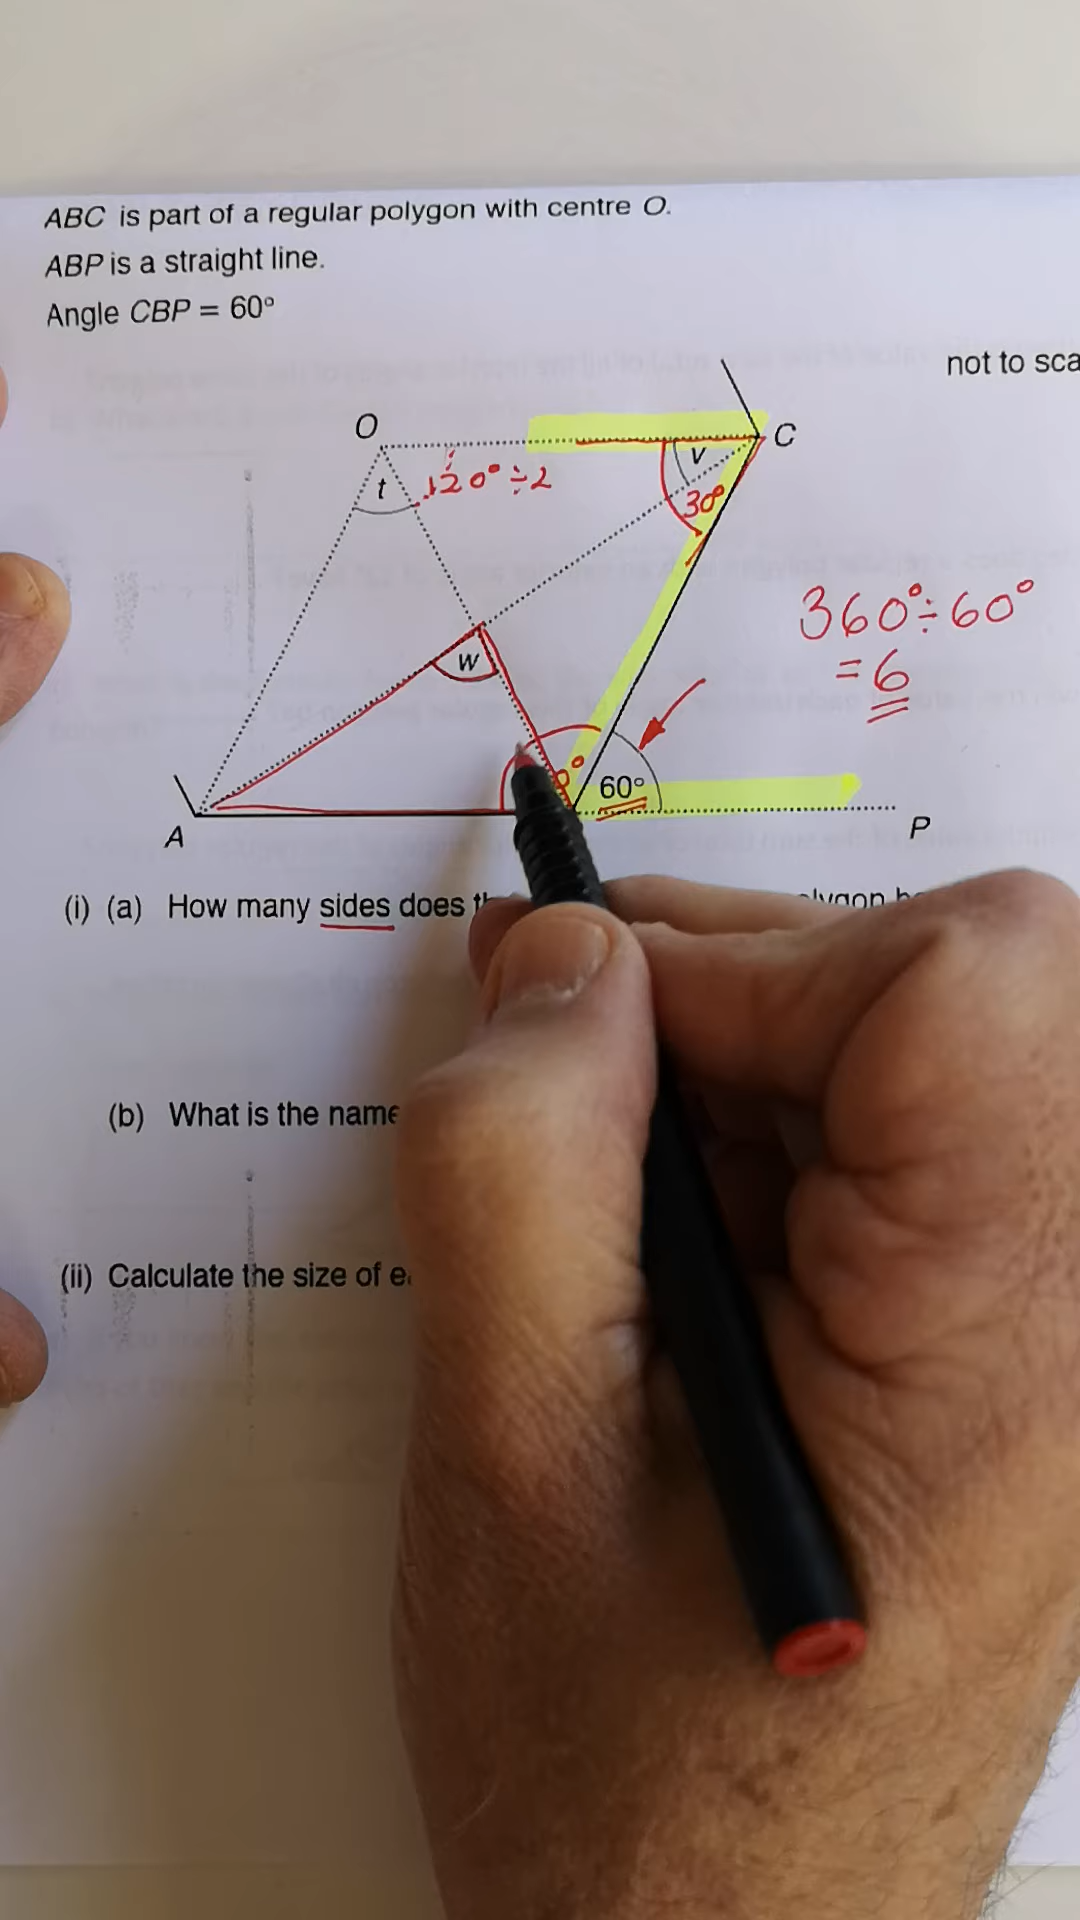 ABC is part of a regular polygon with centre O.
ABP is a straight line.
Angle CBP = 60°
not to sca
O
C
t
120° ÷ 2
v
30°
360° ÷ 60°
= 6
w
60°
A
P
(i) (a) How many sides does
(b) What is the name
(ii) Calculate the size of